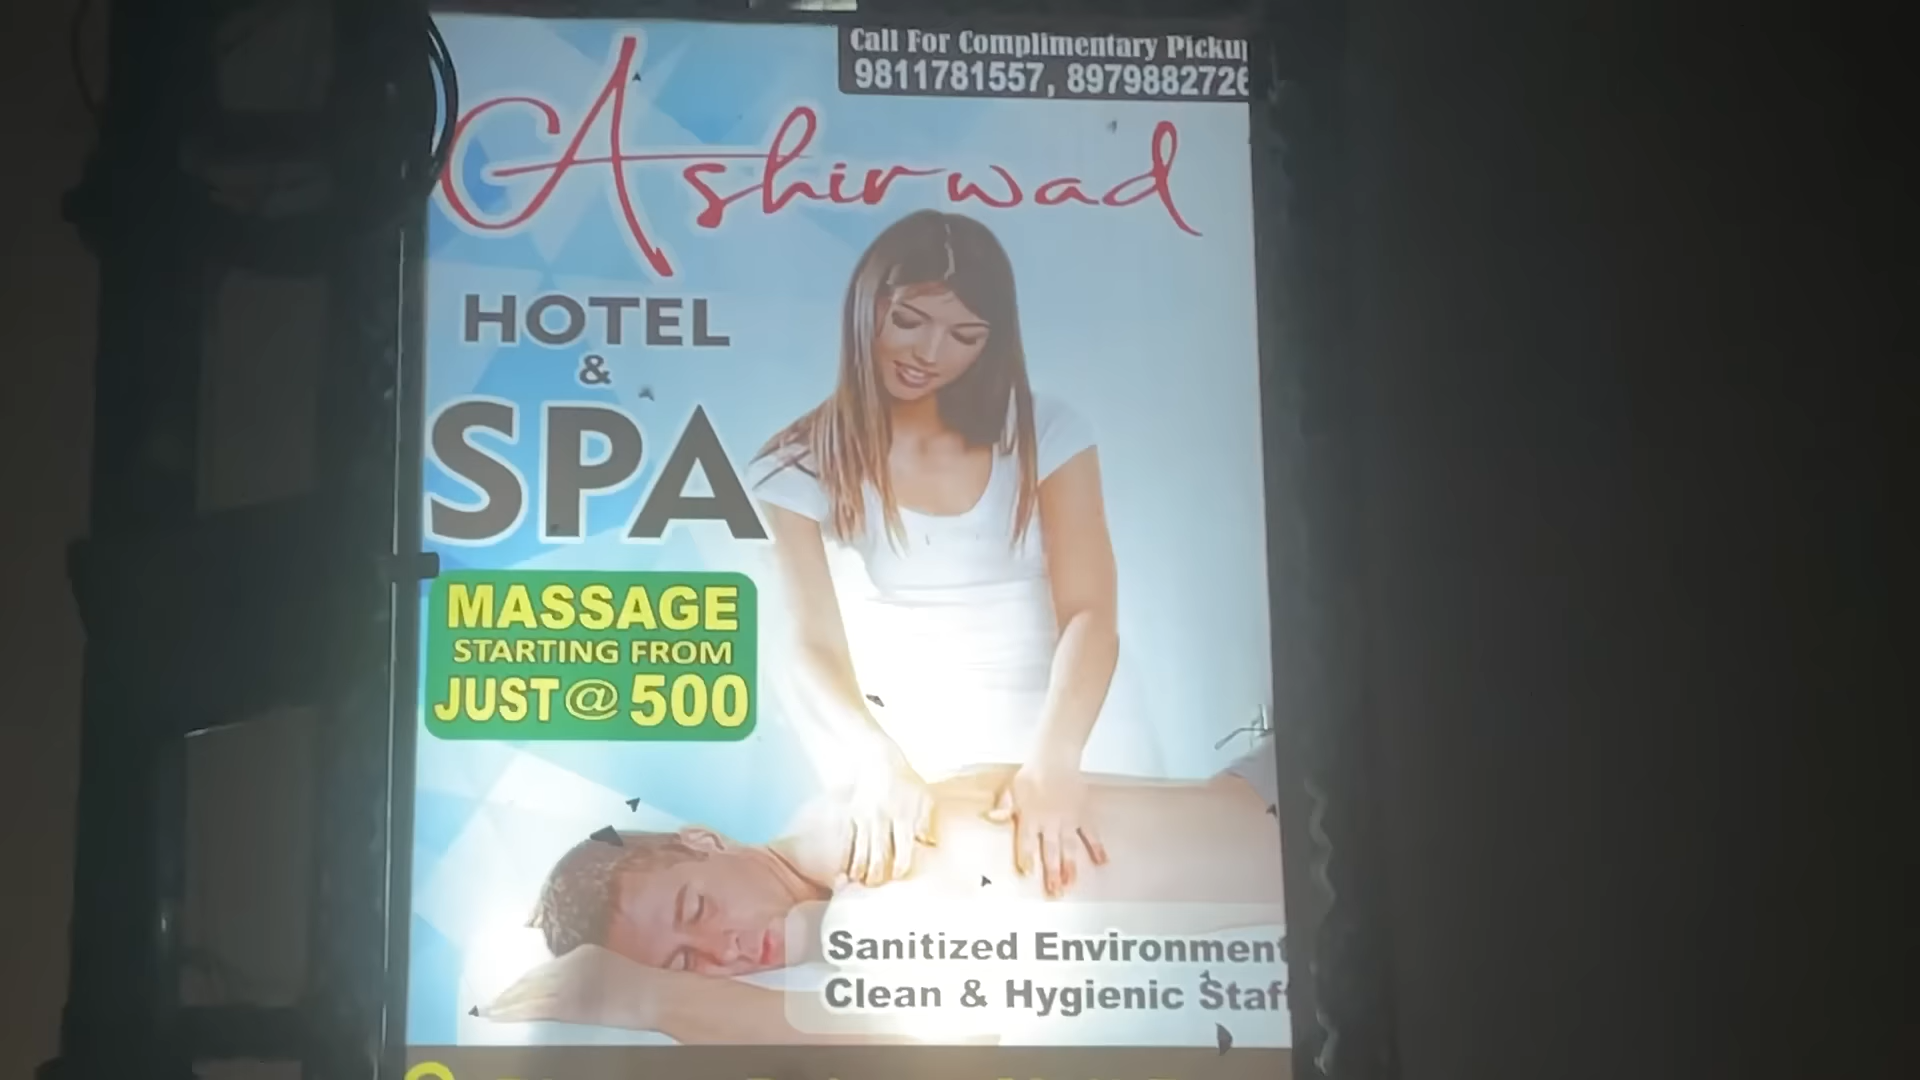 Call For Complimentary Pickup
9811781557, 8979882726
Ashirwad
HOTEL
&
SPA
MASSAGE
STARTING FROM
JUST@500
Sanitized Environment
Clean & Hygienic Staff